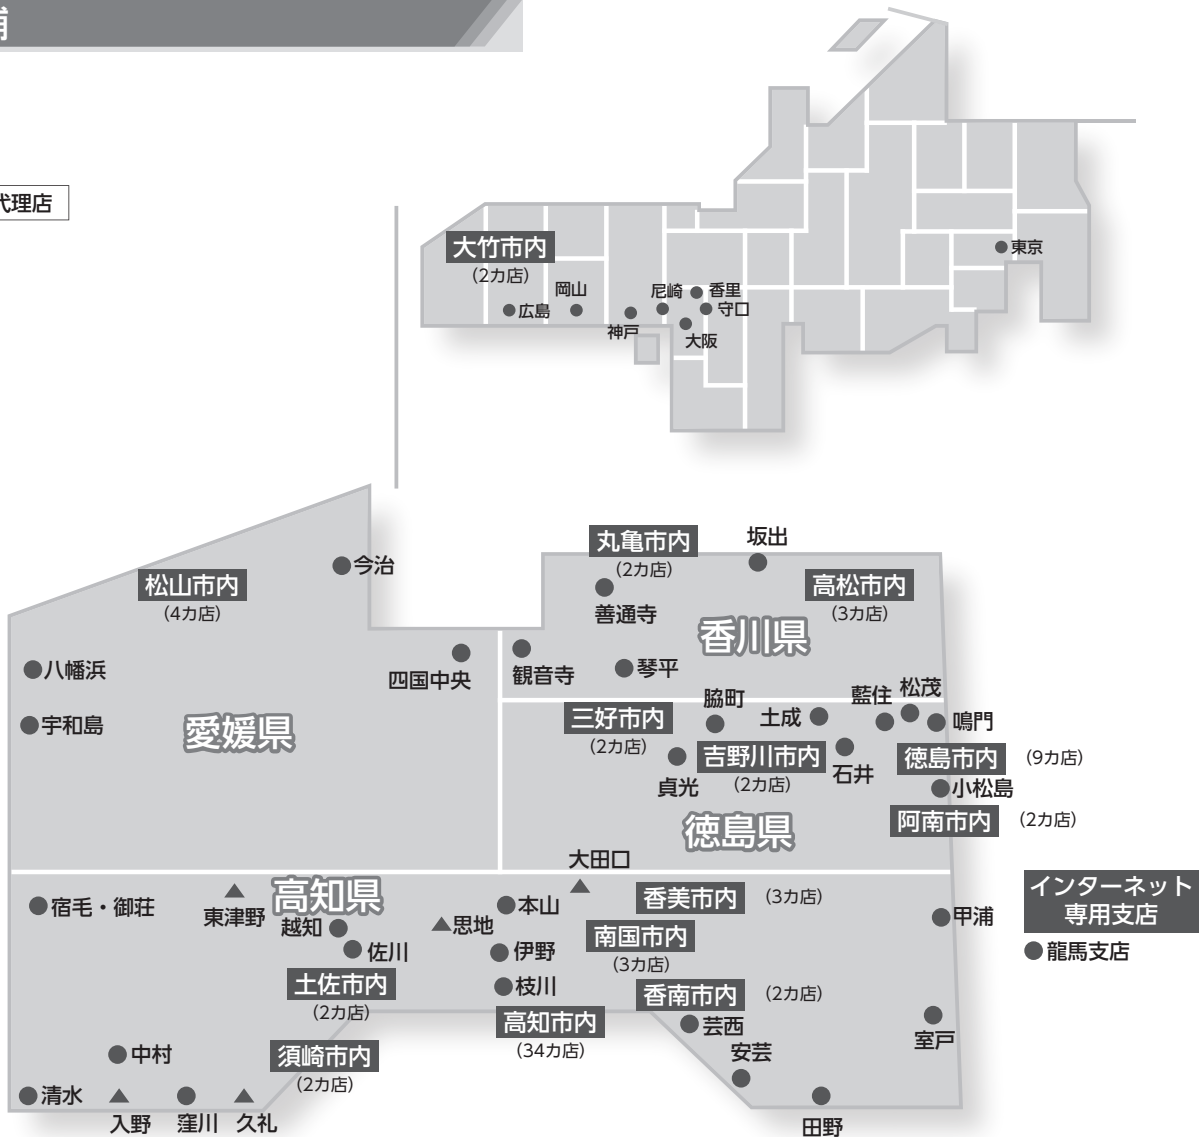 代理店
大竹市内
(2カ店)
広島
岡山
神戸
尼崎
香里
守口
大阪
東京
松山市内
(4カ店)
今治
八幡浜
宇和島
四国中央
愛媛県
丸亀市内
(2カ店)
坂出
高松市内
(3カ店)
善通寺
香川県
観音寺
琴平
三好市内
(2カ店)
脇町
土成
藍住
松茂
鳴門
貞光
吉野川市内
(2カ店)
石井
徳島市内
(9カ店)
小松島
阿南市内
(2カ店)
徳島県
大田口
高知県
宿毛・御荘
東津野
越知
佐川
思地
本山
伊野
枝川
香美市内
(3カ店)
南国市内
(3カ店)
香南市内
(2カ店)
甲浦
土佐市内
(2カ店)
高知市内
(34カ店)
芸西
安芸
室戸
田野
須崎市内
(2カ店)
中村
清水
入野
窪川
久礼
インターネット
専用支店
龍馬支店